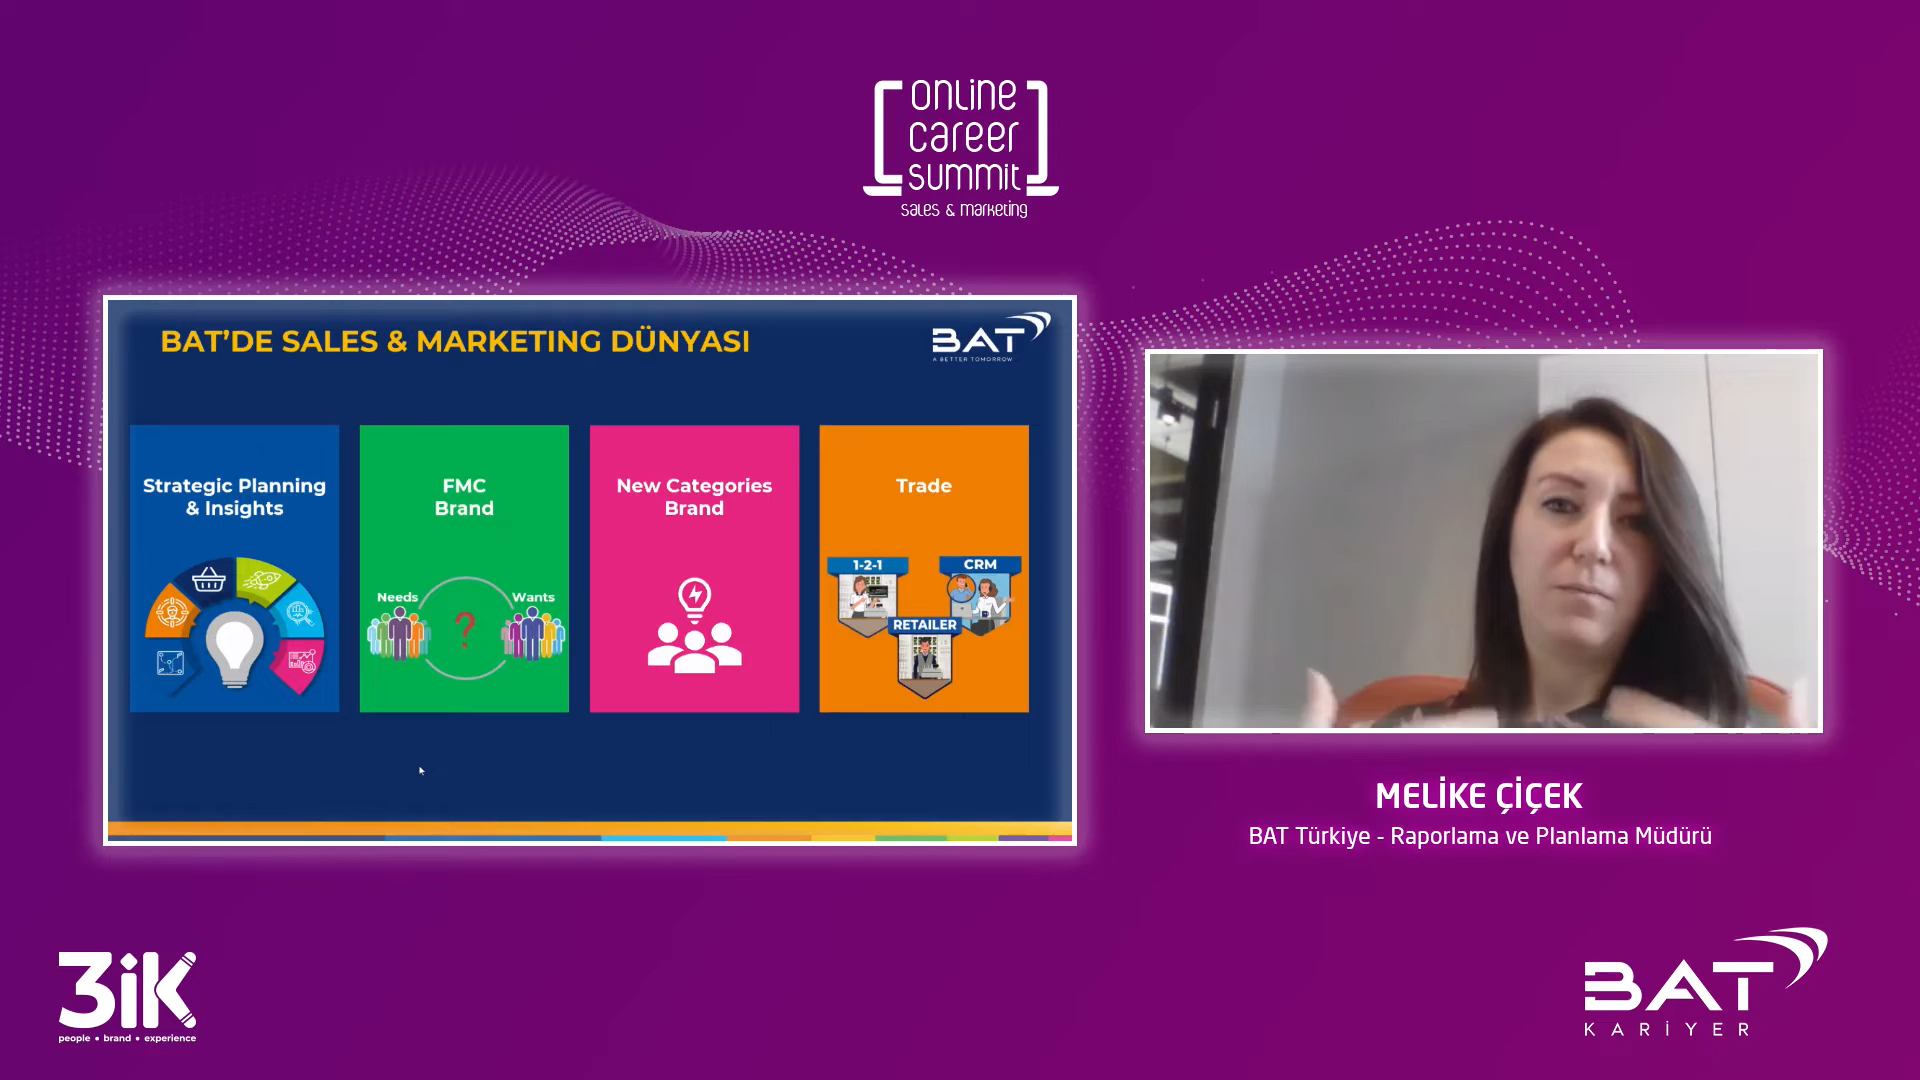 online
career
summit
sales & marketing
BAT'DE SALES & MARKETING DÜNYASI
BAT
A BETTER TOMORROW
Strategic Planning
& Insights
FMC
Brand
Needs
Wants
?
New Categories
Brand
Trade
1-2-1
CRM
RETAILER
MELİKE ÇİÇEK
BAT Türkiye - Raporlama ve Planlama Müdürü
3iK
people • brand • experience
BAT
KARİYER